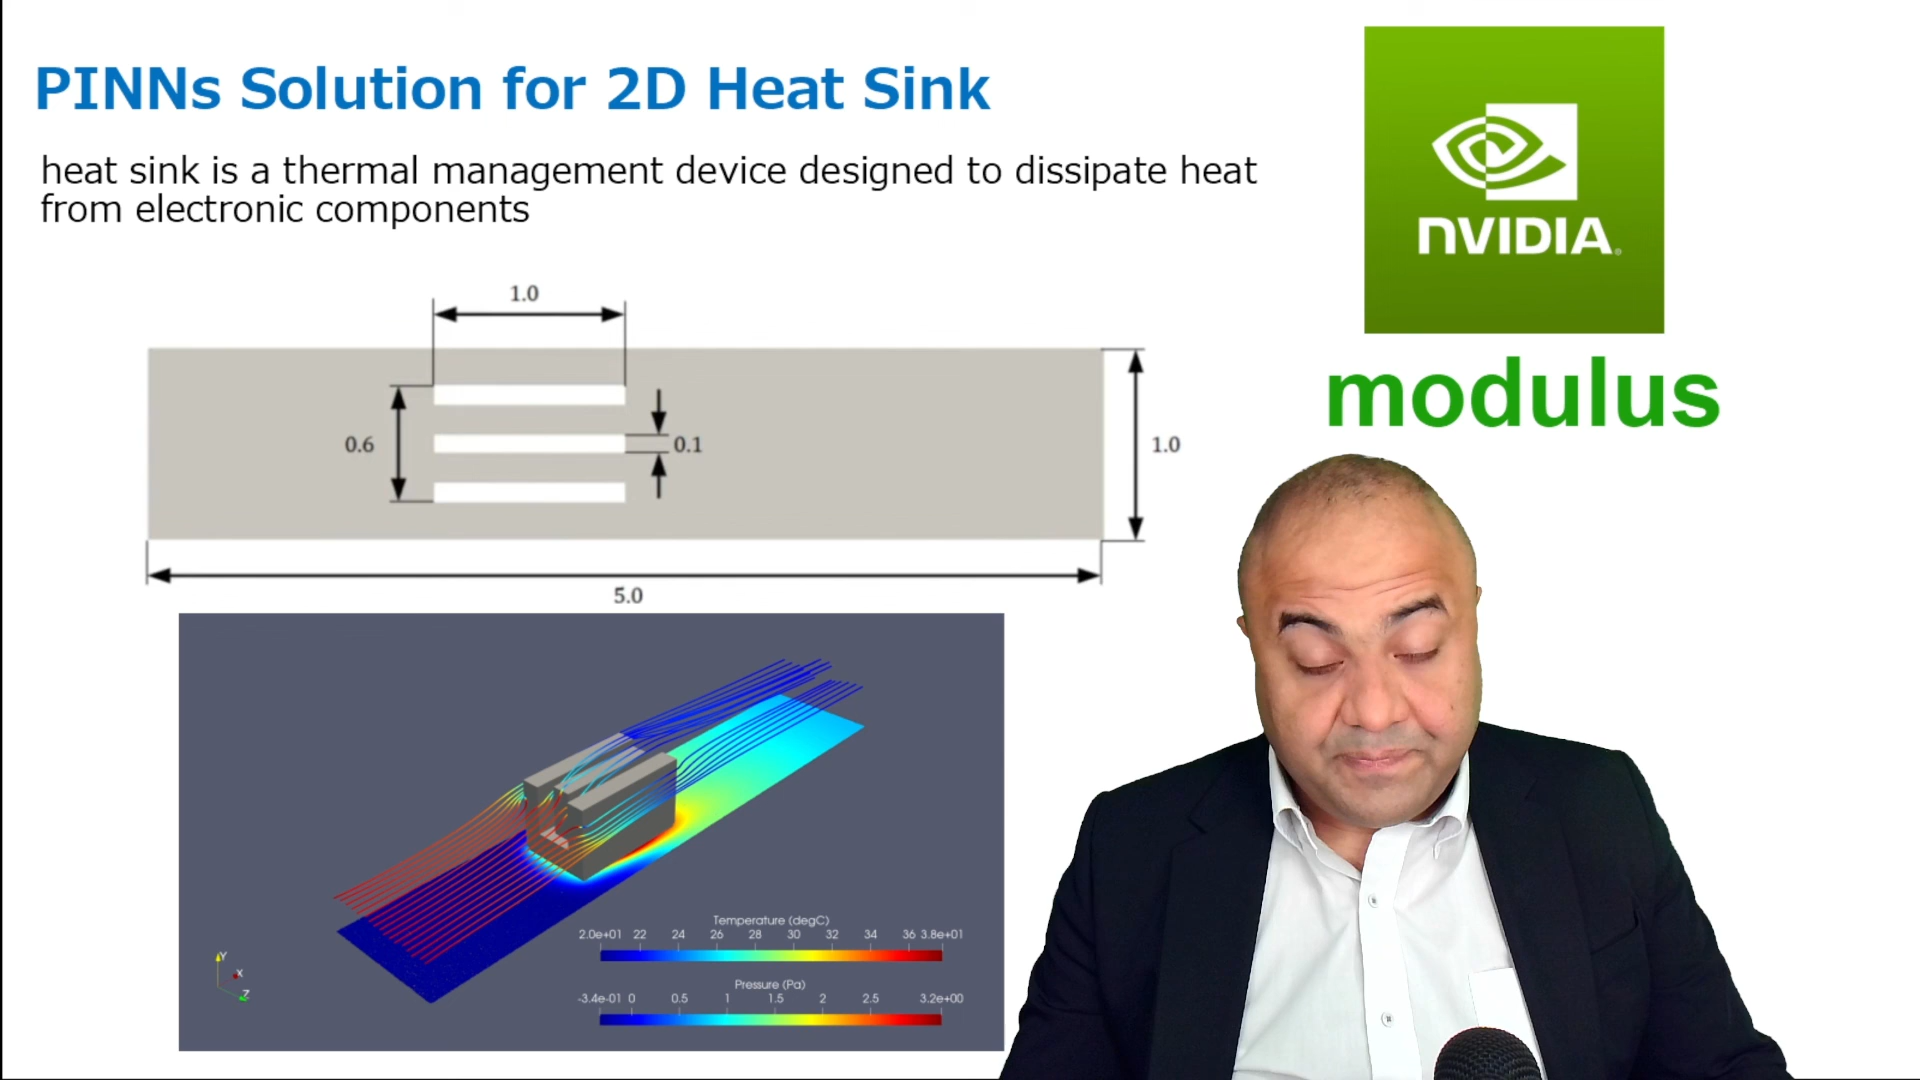 PINNs Solution for 2D Heat Sink
heat sink is a thermal management device designed to dissipate heat
from electronic components
NVIDIA
modulus
1.0
0.6
0.1
1.0
5.0
Temperature (degC)
2.0e+01 22 24 26 28 30 32 34 36 3.8e+01
Pressure (Pa)
-3.4e-01 0 0.5 1 1.5 2 2.5 3.2e+00
Y
X
Z